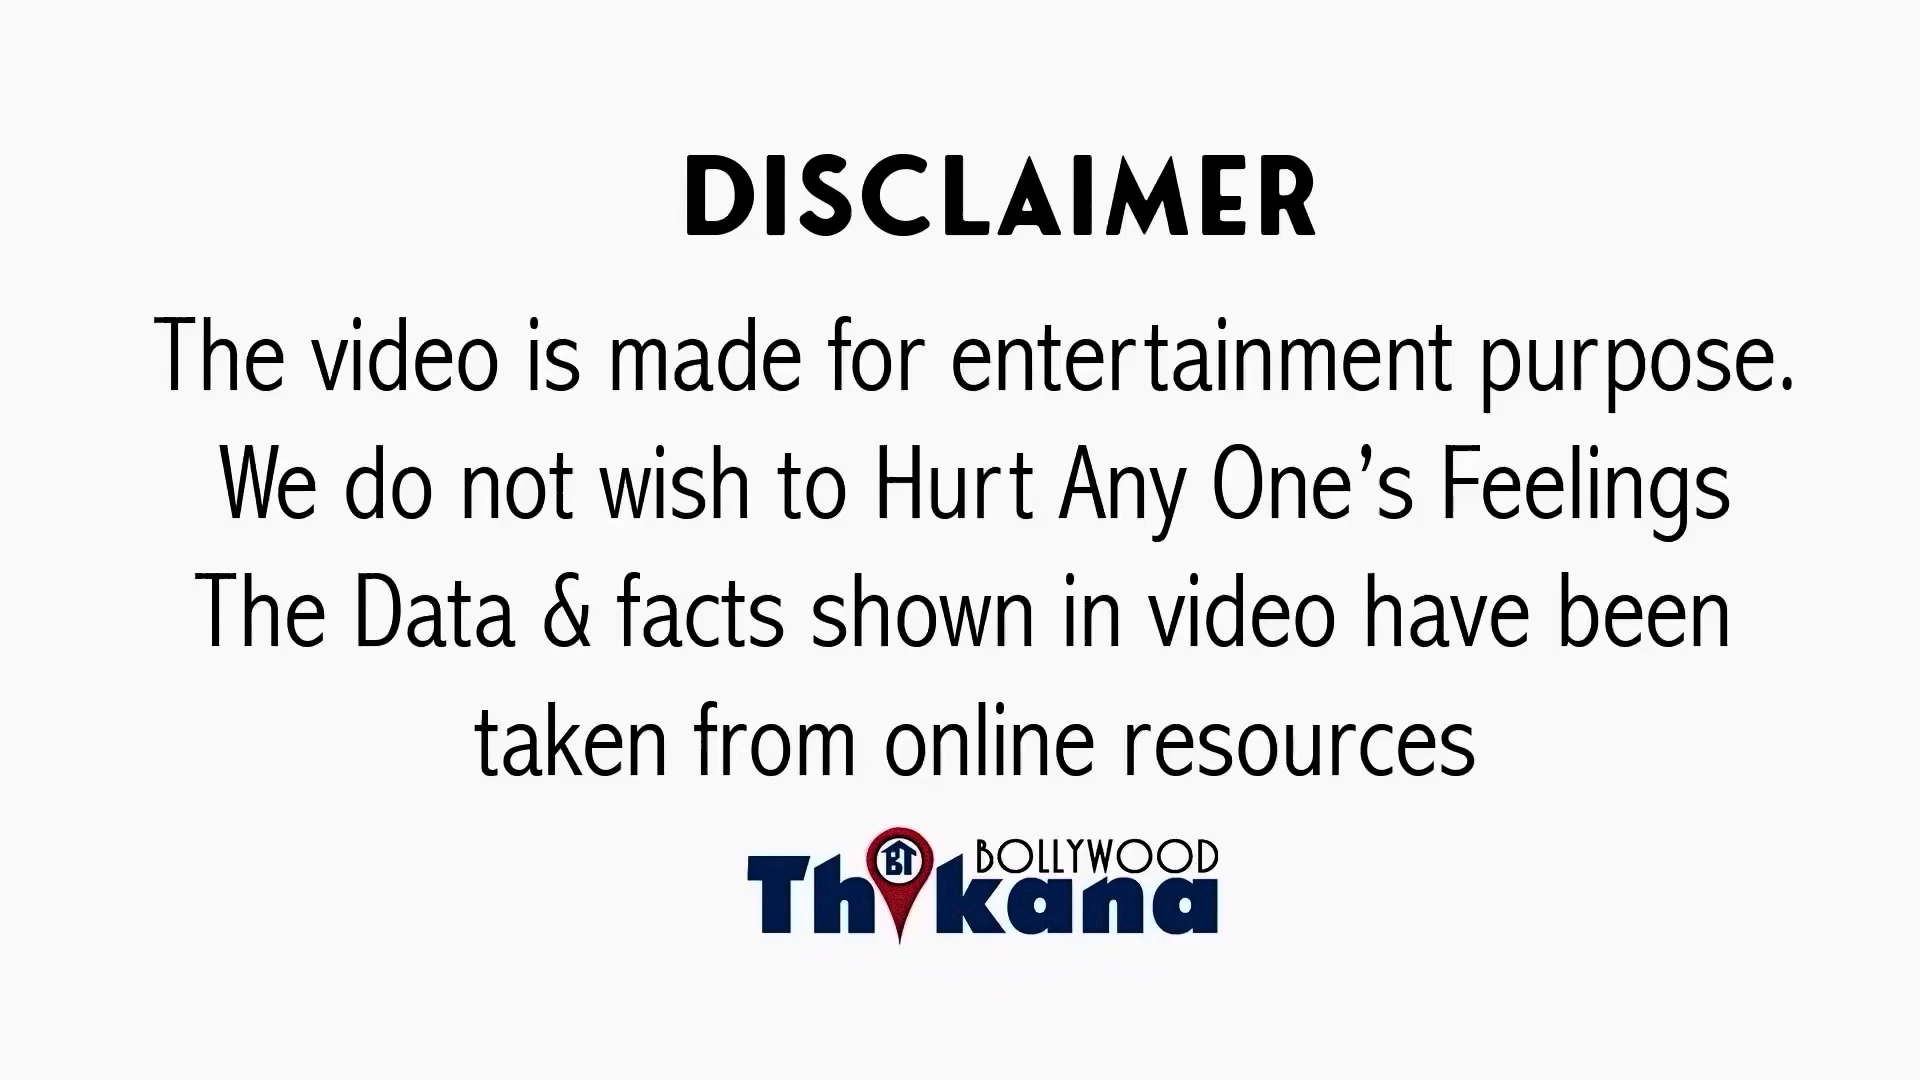 DISCLAIMER
The video is made for entertainment purpose.
We do not wish to Hurt Any One’s Feelings
The Data & facts shown in video have been
taken from online resources
BT
BOLLYWOOD
Thikana